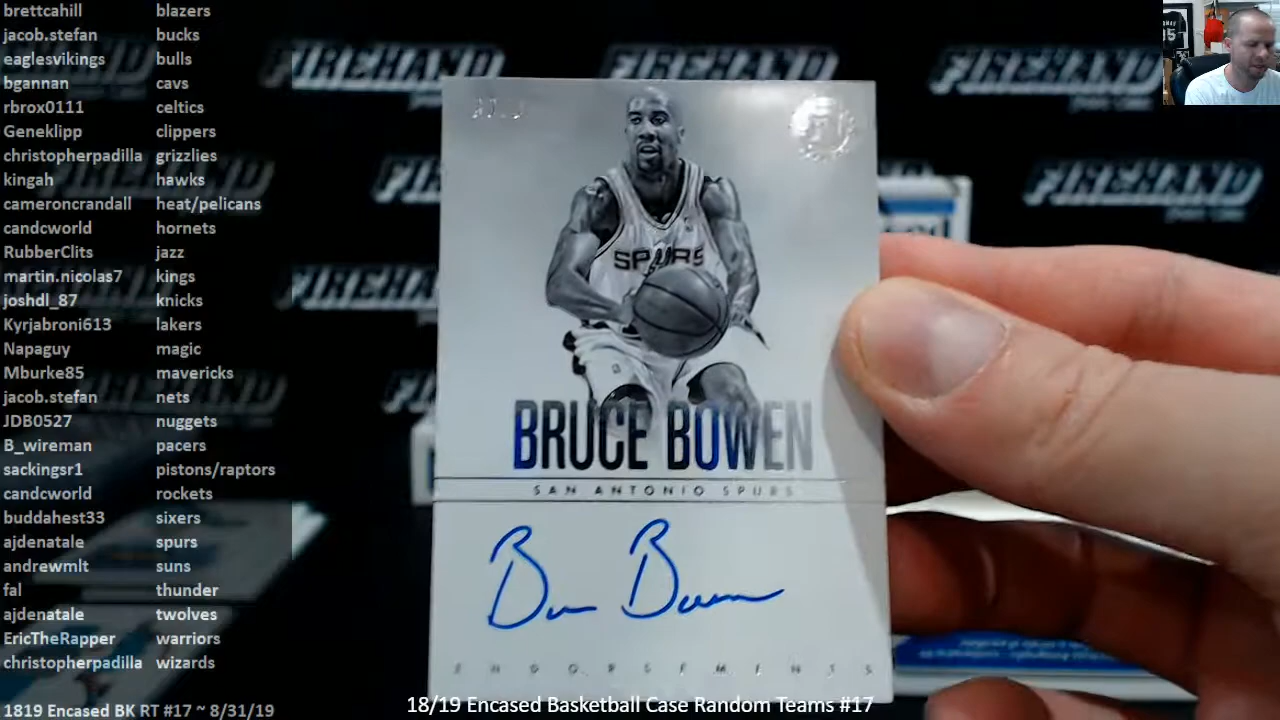 brettcahill blazers
jacob.stefan bucks
eaglesvikings bulls
bgannan cavs
rbrox0111 celtics
Geneklipp clippers
christopherpadilla grizzlies
kingah hawks
cameroncrandall heat/pelicans
candcworld hornets
RubberClits jazz
martin.nicolas7 kings
joshdl_87 knicks
Kyrjabroni613 lakers
Napaguy magic
Mburke85 mavericks
jacob.stefan nets
JDB0527 nuggets
B_wireman pacers
sackingsr1 pistons/raptors
candcworld rockets
buddahest33 sixers
ajdenatale spurs
andrewmlt suns
fal thunder
ajdenatale twolves
EricTheRapper warriors
christopherpadilla wizards
1819 Encased BK RT #17 ~ 8/31/19
FIREHAND FIREHAND FIREHAND
FIREHAND
SPURS
BRUCE BOWEN
SAN ANTONIO SPURS
ENDORSEMENTS
18/19 Encased Basketball Case Random Teams #17